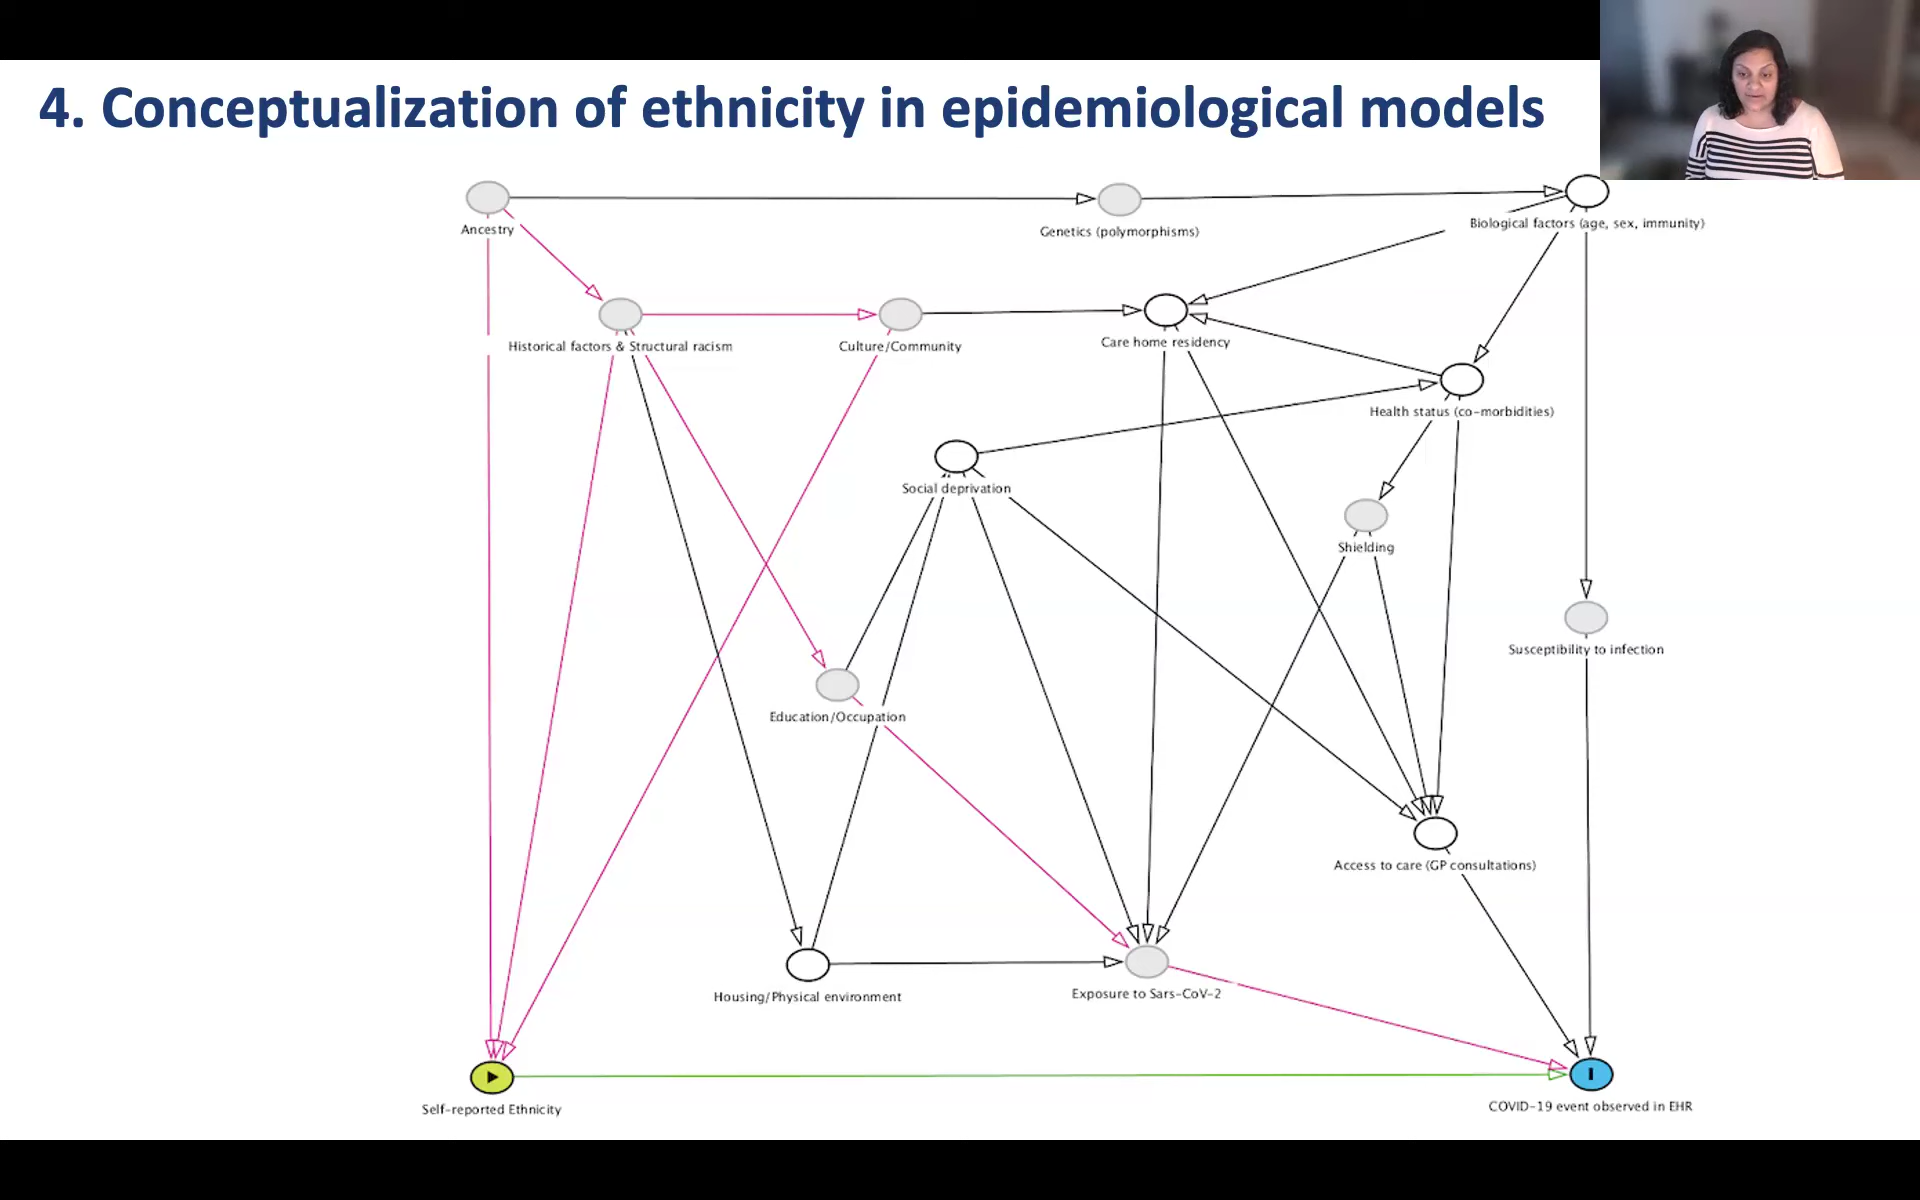 4. Conceptualization of ethnicity in epidemiological models
Ancestry
Genetics (polymorphisms)
Biological factors (age, sex, immunity)
Historical factors & Structural racism
Culture/Community
Care home residency
Health status (co-morbidities)
Social deprivation
Shielding
Susceptibility to infection
Education/Occupation
Access to care (GP consultations)
Housing/Physical environment
Exposure to Sars-CoV-2
Self-reported Ethnicity
COVID-19 event observed in EHR